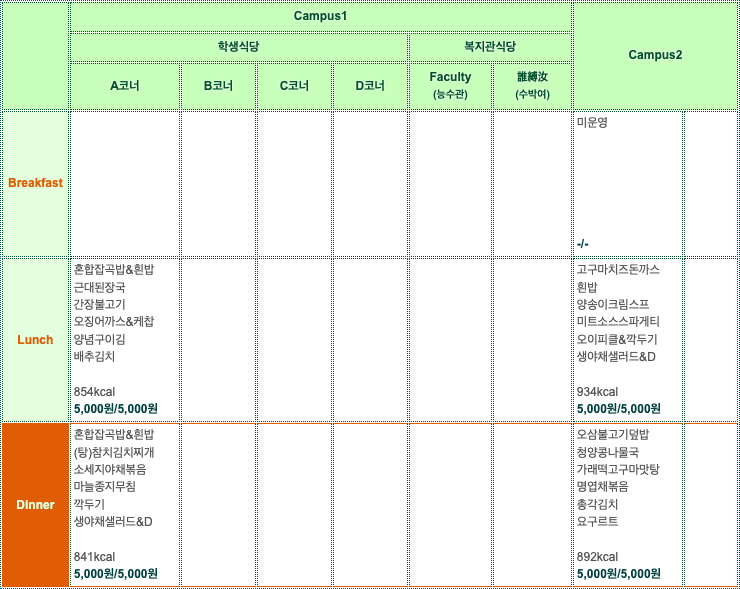 Campus1
Campus2
학생식당
복지관식당
A코너
B코너
C코너
D코너
Faculty
(능수관)
誰縛汝
(수박여)
Breakfast
미운영
-/-
Lunch
혼합잡곡밥&흰밥
근대된장국
간장불고기
오징어까스&케찹
양념구이김
배추김치
854kcal
5,000원/5,000원
고구마치즈돈까스
흰밥
양송이크림스프
미트소스스파게티
오이피클&깍두기
생야채샐러드&D
934kcal
5,000원/5,000원
Dinner
혼합잡곡밥&흰밥
(탕)참치김치찌개
소세지야채볶음
마늘종지무침
깍두기
생야채샐러드&D
841kcal
5,000원/5,000원
오삼불고기덮밥
청양콩나물국
가래떡고구마맛탕
명엽채볶음
총각김치
요구르트
892kcal
5,000원/5,000원